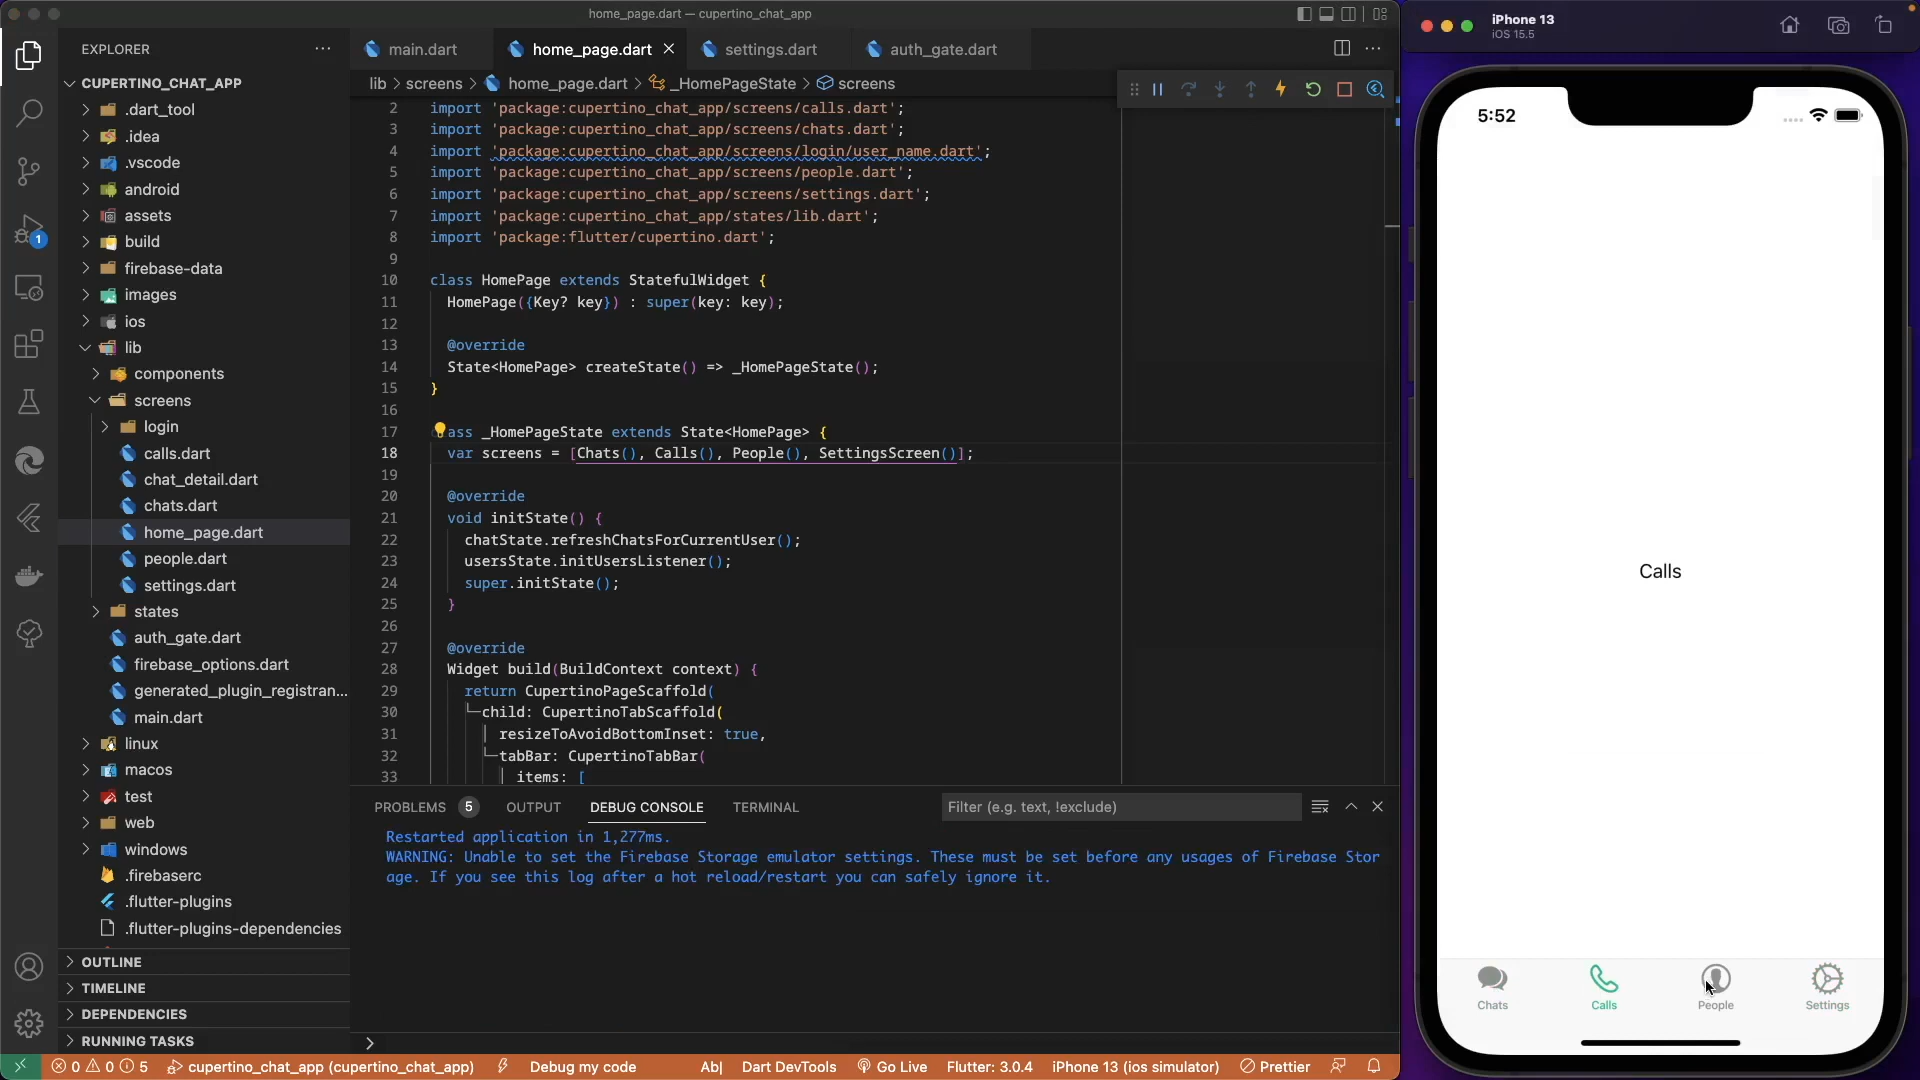 home_page.dart — cupertino_chat_app
EXPLORER
CUPERTINO_CHAT_APP
.dart_tool
.idea
.vscode
android
assets
build
firebase-data
images
ios
lib
components
screens
login
calls.dart
chat_detail.dart
chats.dart
home_page.dart
people.dart
settings.dart
states
auth_gate.dart
firebase_options.dart
generated_plugin_registran...
main.dart
linux
macos
test
web
windows
.firebaserc
.flutter-plugins
.flutter-plugins-dependencies
OUTLINE
TIMELINE
DEPENDENCIES
RUNNING TASKS
1
main.dart home_page.dart settings.dart auth_gate.dart
lib > screens > home_page.dart > _HomePageState > screens
2 import 'package:cupertino_chat_app/screens/calls.dart';
3 import 'package:cupertino_chat_app/screens/chats.dart';
4 import 'package:cupertino_chat_app/screens/login/user_name.dart';
5 import 'package:cupertino_chat_app/screens/people.dart';
6 import 'package:cupertino_chat_app/screens/settings.dart';
7 import 'package:cupertino_chat_app/states/lib.dart';
8 import 'package:flutter/cupertino.dart';
9
10 class HomePage extends StatefulWidget {
11 HomePage({Key? key}) : super(key: key);
12
13 @override
14 State<HomePage> createState() => _HomePageState();
15 }
16
17 ass _HomePageState extends State<HomePage> {
18 var screens = [Chats(), Calls(), People(), SettingsScreen()];
19
20 @override
21 void initState() {
22 chatState.refreshChatsForCurrentUser();
23 usersState.initUsersListener();
24 super.initState();
25 }
26
27 @override
28 Widget build(BuildContext context) {
29 return CupertinoPageScaffold(
30 child: CupertinoTabScaffold(
31 resizeToAvoidBottomInset: true,
32 tabBar: CupertinoTabBar(
33 items: [
PROBLEMS 5 OUTPUT DEBUG CONSOLE TERMINAL Filter (e.g. text, !exclude)
Restarted application in 1,277ms.
WARNING: Unable to set the Firebase Storage emulator settings. These must be set before any usages of Firebase Stor
age. If you see this log after a hot reload/restart you can safely ignore it.
0 0 5 cupertino_chat_app (cupertino_chat_app) Debug my code Ab| Dart DevTools Go Live Flutter: 3.0.4 iPhone 13 (ios simulator) Prettier
iPhone 13
iOS 15.5
5:52
Calls
Chats Calls People Settings